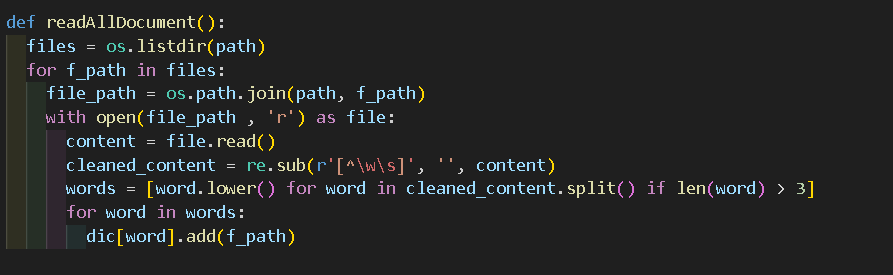 def readAllDocument():
  files = os.listdir(path)
  for f_path in files:
    file_path = os.path.join(path, f_path)
    with open(file_path , 'r') as file:
      content = file.read()
      cleaned_content = re.sub(r'[^\w\s]', '', content)
      words = [word.lower() for word in cleaned_content.split() if len(word) > 3]
      for word in words:
        dic[word].add(f_path)